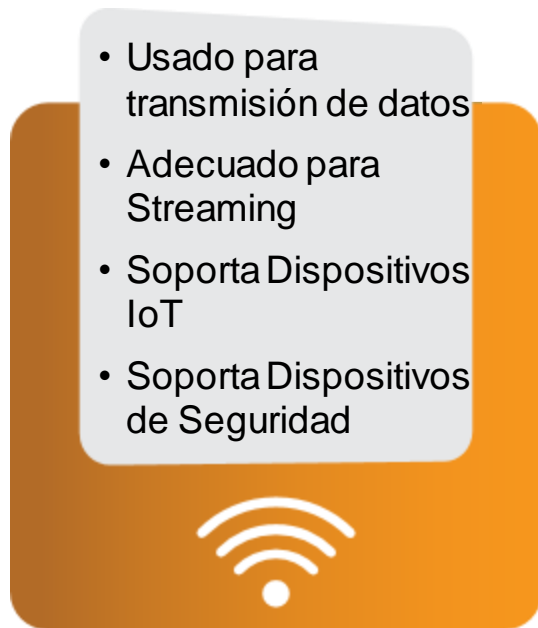 • Usado para
transmisión de datos
• Adecuado para
Streaming
• Soporta Dispositivos
IoT
• Soporta Dispositivos
de Seguridad